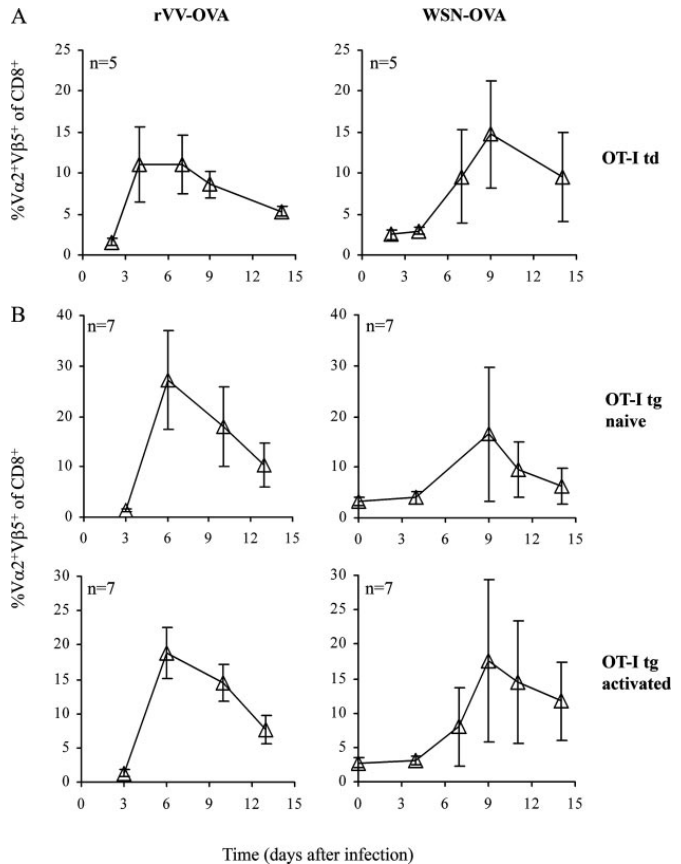 A
rVV-OVA
WSN-OVA
%Vα2⁺Vβ5⁺ of CD8⁺
25
20
15
10
5
0
n=5
0 3 6 9 12 15
25
20
15
10
5
0
n=5
0 3 6 9 12 15
OT-I td
B
%Vα2⁺Vβ5⁺ of CD8⁺
40
30
20
10
0
n=7
0 3 6 9 12 15
40
30
20
10
0
n=7
0 3 6 9 12 15
OT-I tg
naive
30
25
20
15
10
5
0
n=7
0 3 6 9 12 15
30
25
20
15
10
5
0
n=7
0 3 6 9 12 15
OT-I tg
activated
Time (days after infection)